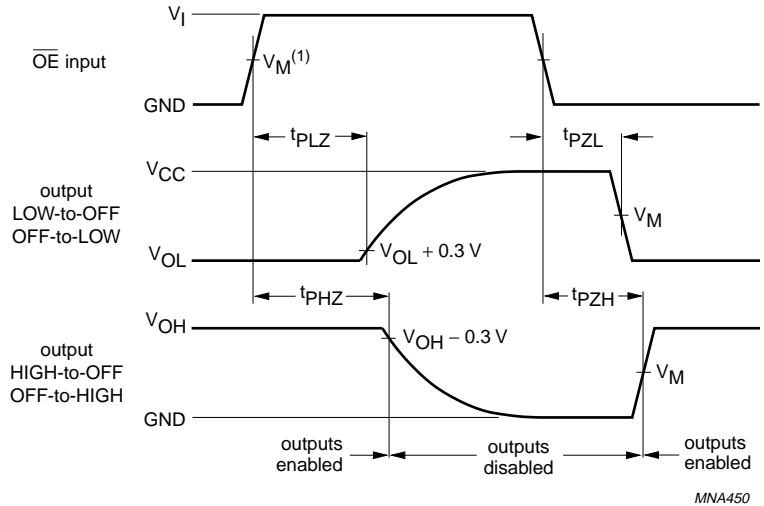 V_I
OE input
V_M(1)
GND
t_PLZ
t_PZL
V_CC
output
LOW-to-OFF
OFF-to-LOW
V_M
V_OL + 0.3 V
V_OL
t_PHZ
t_PZH
V_OH
V_OH − 0.3 V
output
HIGH-to-OFF
OFF-to-HIGH
V_M
GND
outputs
enabled
outputs
disabled
outputs
enabled
MNA450